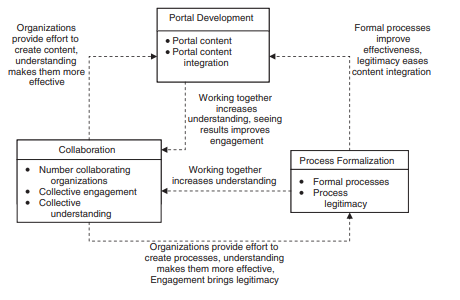 Organizations
provide effort to
create content,
understanding
makes them more
effective
Portal Development
• Portal content
• Portal content
integration
Formal processes
improve
effectiveness,
legitimacy eases
content integration
Working together
increases
understanding, seeing
results improves
engagement
Collaboration
• Number collaborating
organizations
• Collective engagement
• Collective
understanding
Working together
increases understanding
Process Formalization
• Formal processes
• Process
legitimacy
Organizations provide effort to
create processes, understanding
makes them more effective,
Engagement brings legitimacy